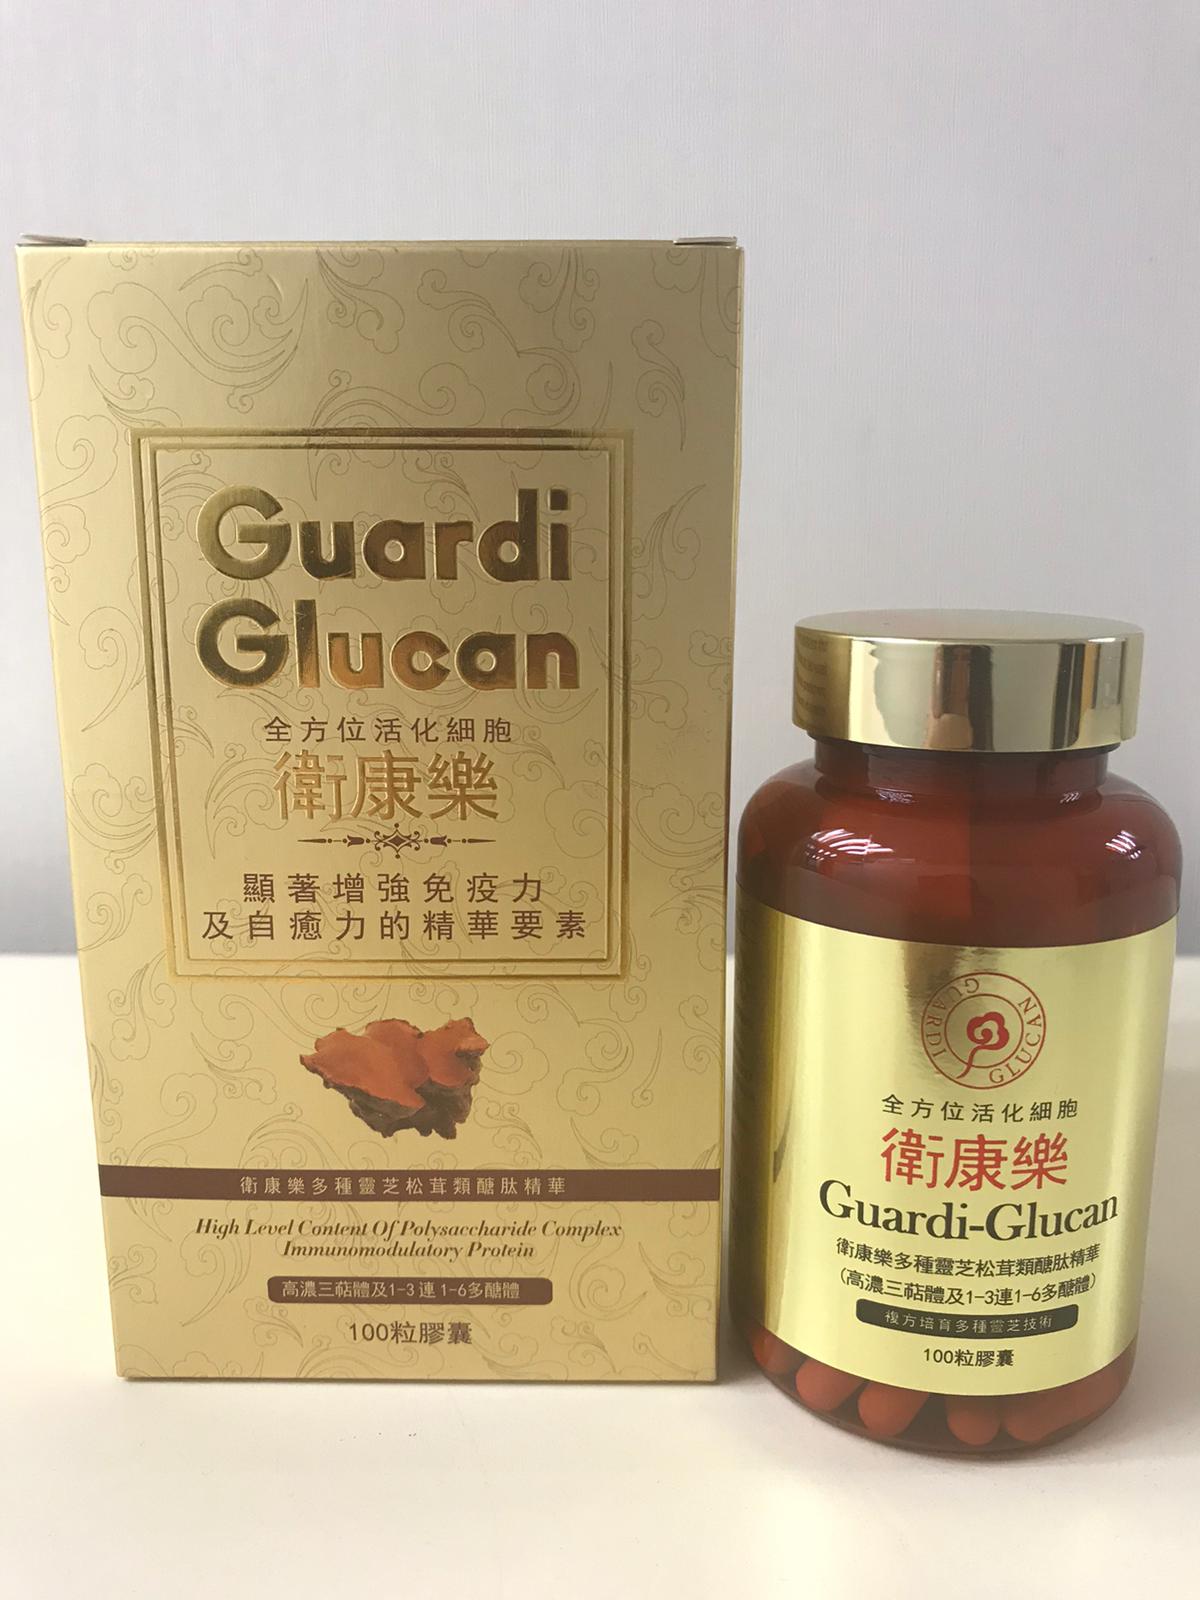 Guardi
Glucan
全方位活化細胞
衛康樂
顯著增強免疫力
及自癒力的精華要素
衛康樂多種靈芝松茸類醣肽精華
High Level Content Of Polysaccharide Complex
Immunomodulatory Protein
高濃三萜體及1-3連1-6多醣體
100粒膠囊
GUARDI GLUCAN
全方位活化細胞
衛康樂
Guardi-Glucan
衛康樂多種靈芝松茸類醣肽精華
(高濃三萜體及1-3連1-6多醣體)
複方培育多種靈芝技術
100粒膠囊